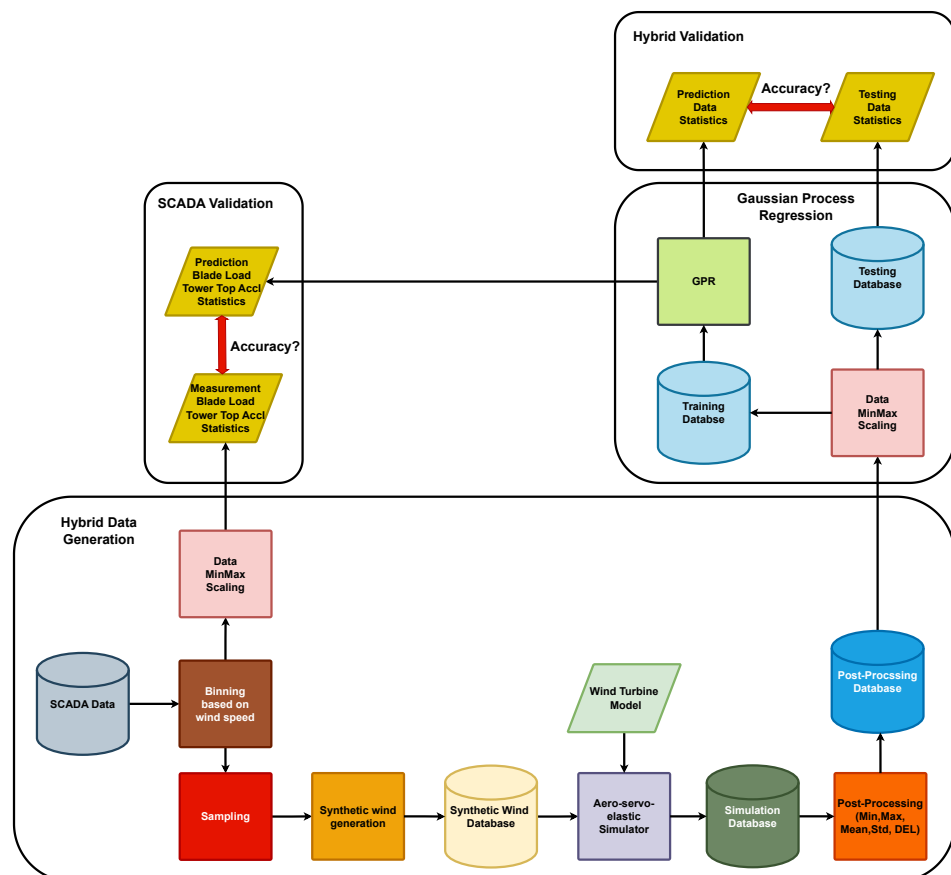 Hybrid Validation
Prediction
Data
Statistics
Accuracy?
Testing
Data
Statistics
SCADA Validation
Prediction
Blade Load
Tower Top Accl
Statistics
Accuracy?
Measurement
Blade Load
Tower Top Accl
Statistics
Gaussian Process
Regression
GPR
Testing
Database
Training
Databse
Data
MinMax
Scaling
Hybrid Data
Generation
Data
MinMax
Scaling
SCADA Data
Binning
based on
wind speed
Wind Turbine
Model
Post-Procssing
Database
Sampling
Synthetic wind
generation
Synthetic Wind
Database
Aero-servo-
elastic
Simulator
Simulation
Database
Post-Processing
(Min,Max,
Mean,Std, DEL)